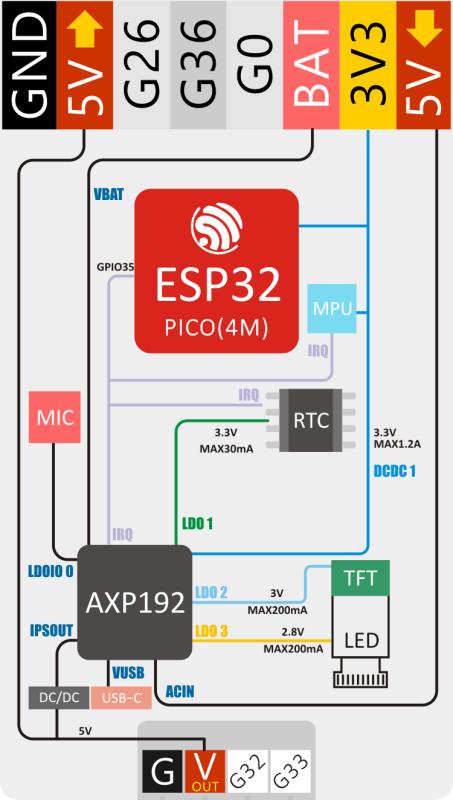 GND
5V
G26
G36
G0
BAT
3V3
5V
VBAT
GPIO35
ESP32
PICO(4M)
MPU
IRQ
IRQ
MIC
RTC
3.3V
MAX30mA
3.3V
MAX1.2A
DCDC 1
LDO 1
IRQ
LDOIO 0
AXP192
LDO 2
3V
MAX200mA
TFT
IPSOUT
LDO 3
2.8V
MAX200mA
LED
VUSB
ACIN
DC/DC
USB-C
5V
G
V
OUT
G32
G33